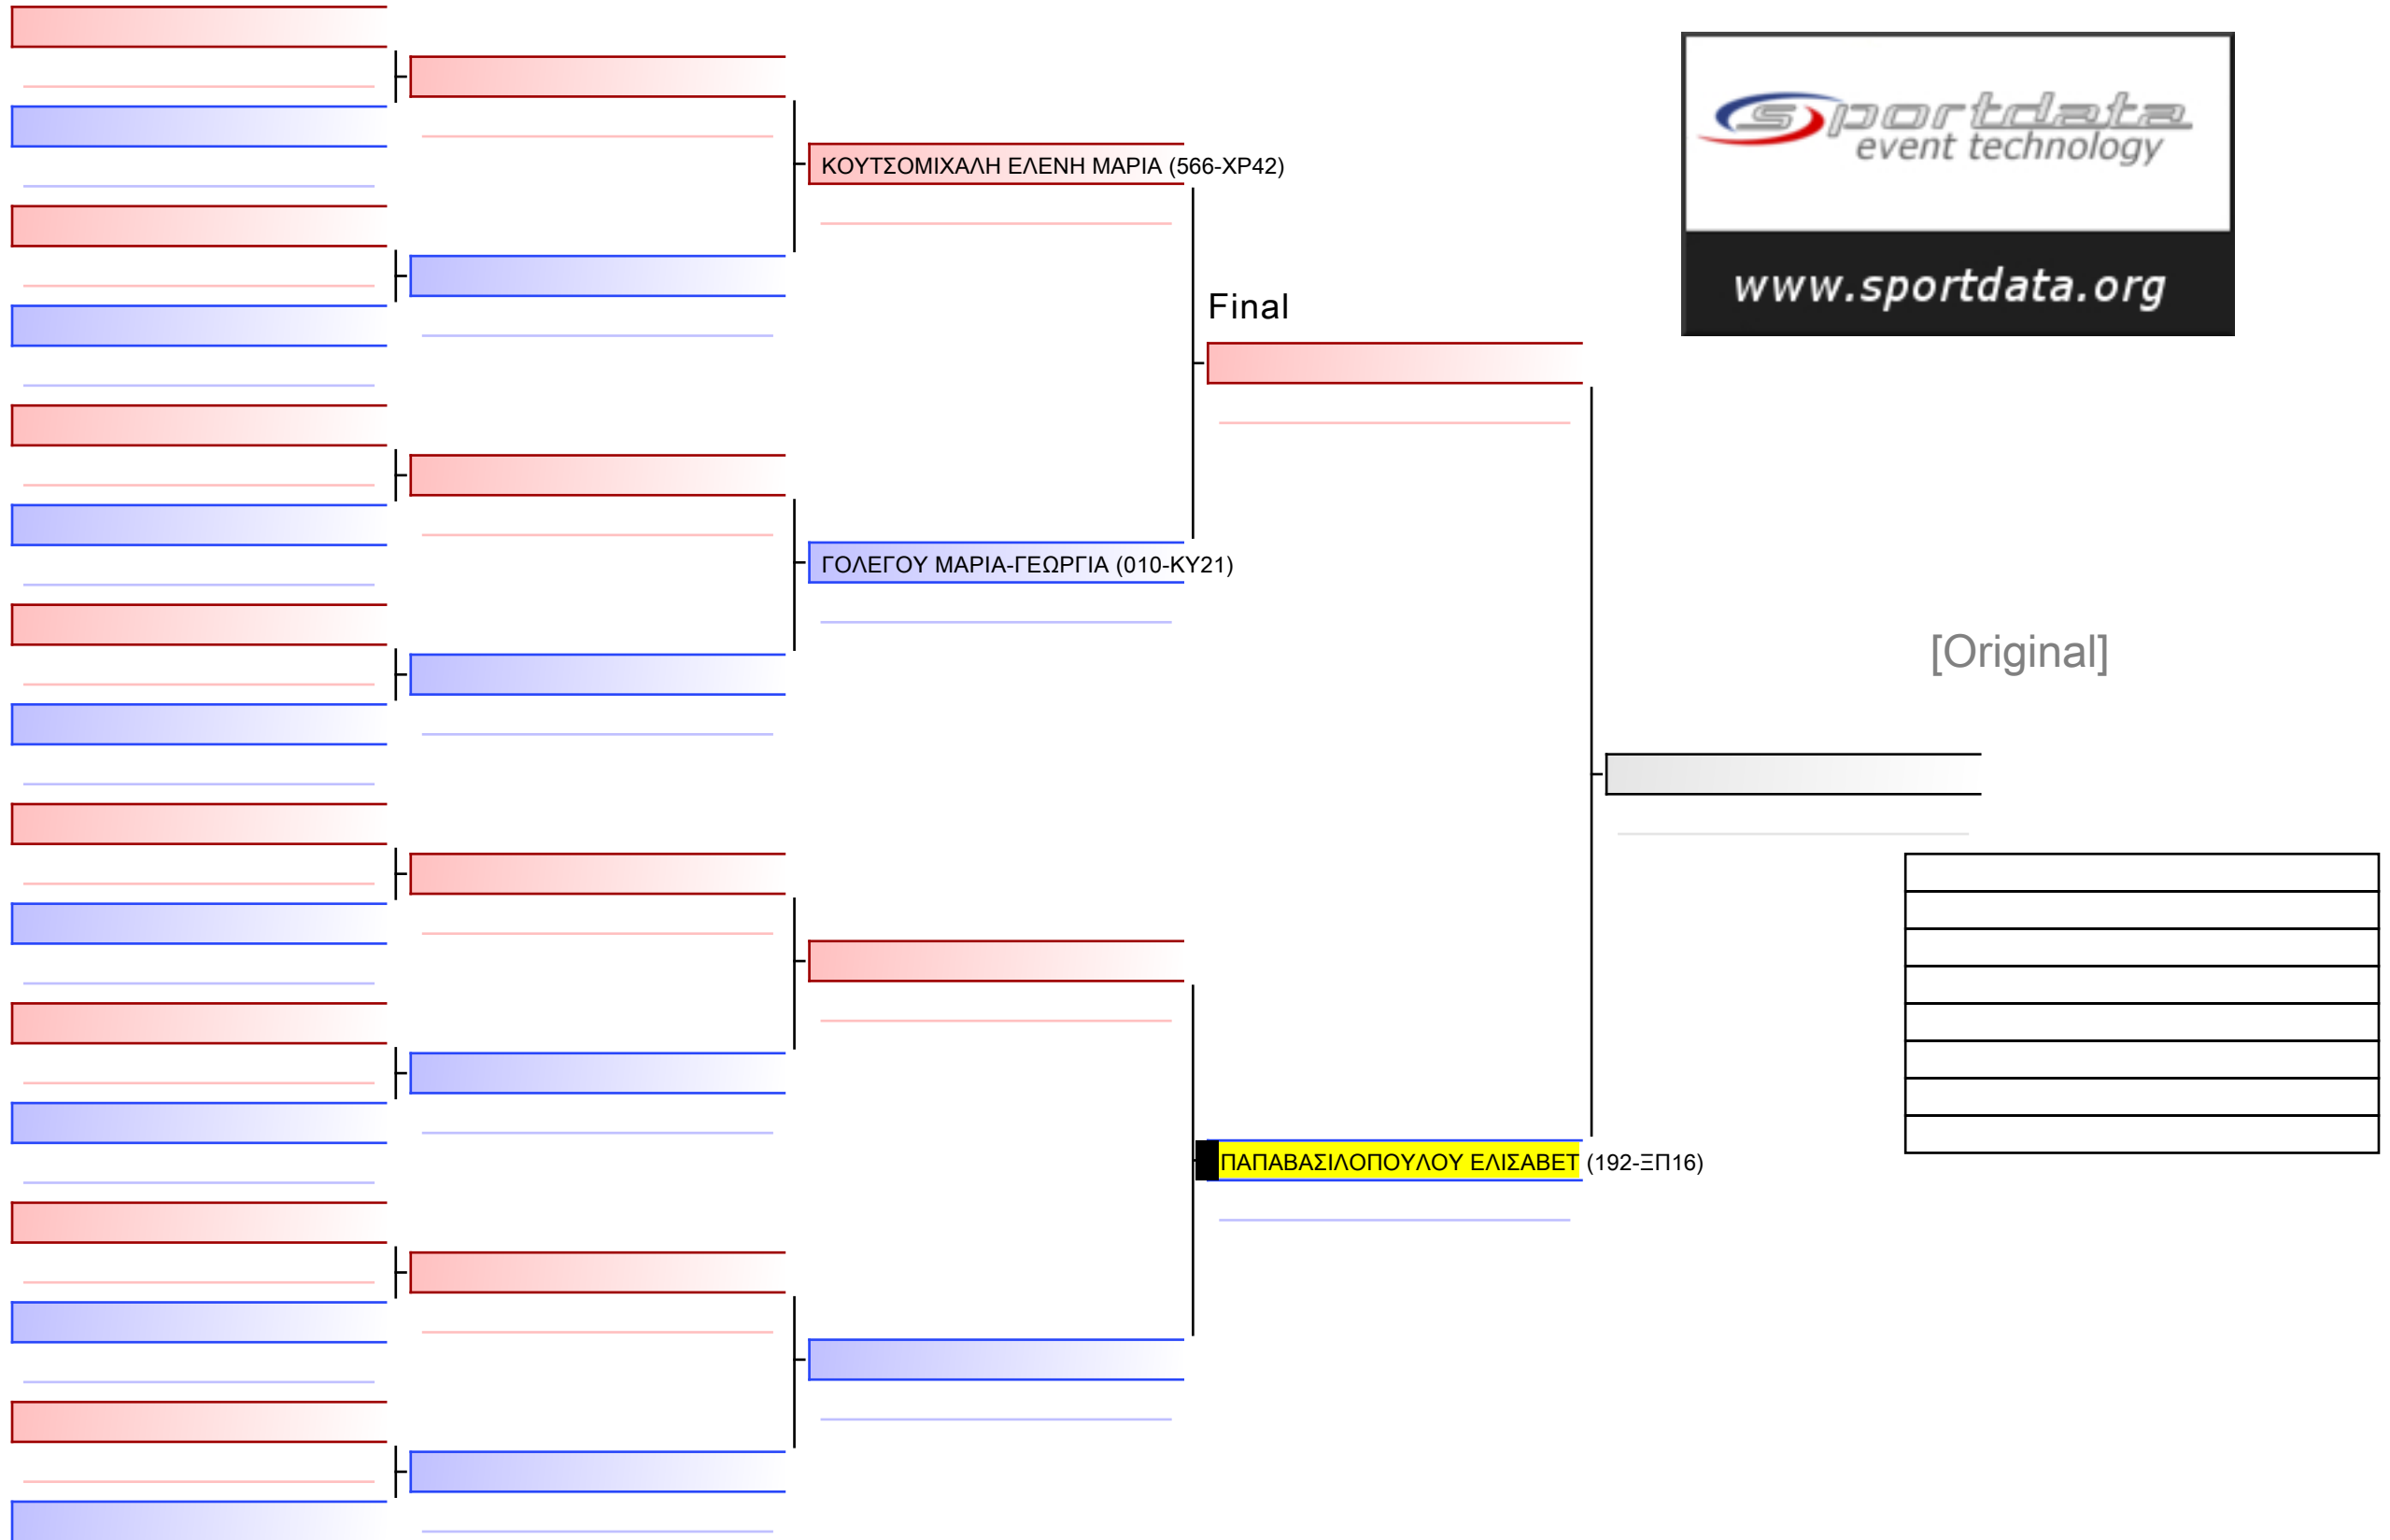 sportdata
event technology
www.sportdata.org
ΚΟΥΤΣΟΜΙΧΑΛΗ ΕΛΕΝΗ ΜΑΡΙΑ (566-ΧΡ42)
Final
ΓΟΛΕΓΟΥ ΜΑΡΙΑ-ΓΕΩΡΓΙΑ (010-ΚΥ21)
[Original]
ΠΑΠΑΒΑΣΙΛΟΠΟΥΛΟΥ ΕΛΙΣΑΒΕΤ (192-ΞΠ16)